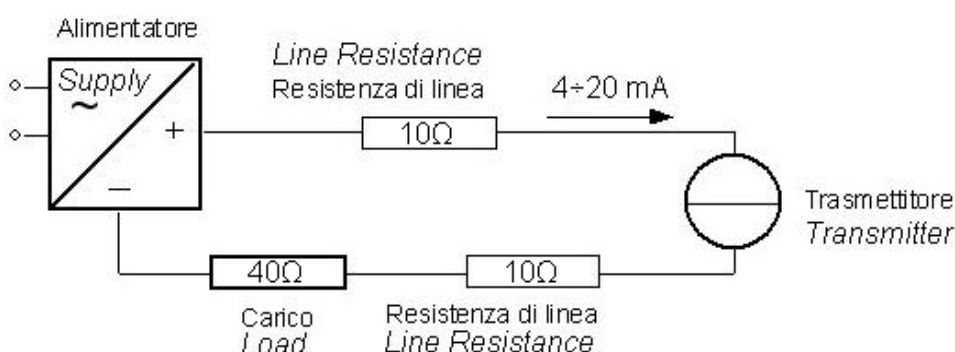 Alimentatore
Supply
~
+
—
Line Resistance
Resistenza di linea
10Ω
4÷20 mA
Trasmettitore
Transmitter
40Ω
Carico
Load
10Ω
Resistenza di linea
Line Resistance